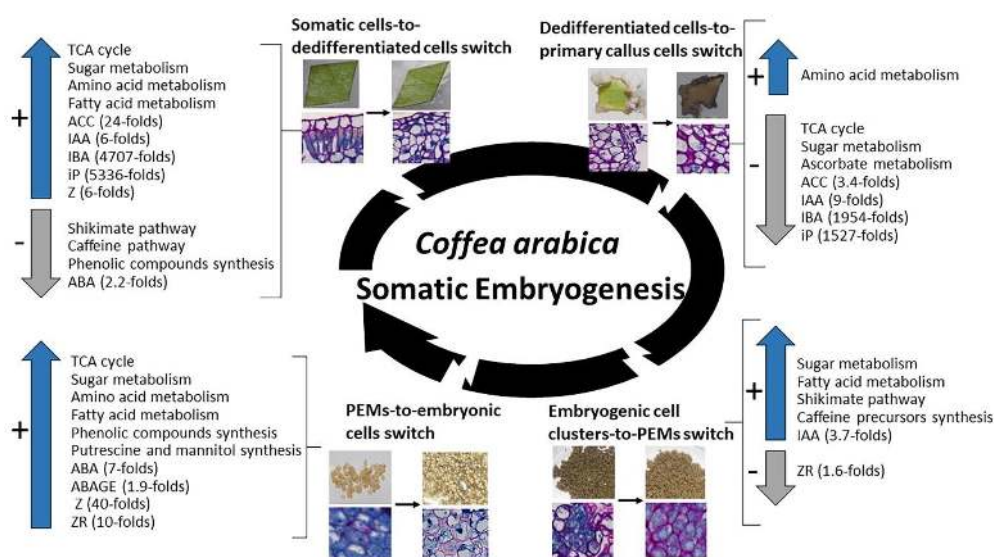 Somatic cells-to-
dedifferentiated cells switch
+
TCA cycle
Sugar metabolism
Amino acid metabolism
Fatty acid metabolism
ACC (24-folds)
IAA (6-folds)
IBA (4707-folds)
iP (5336-folds)
Z (6-folds)
-
Shikimate pathway
Caffeine pathway
Phenolic compounds synthesis
ABA (2.2-folds)
Dedifferentiated cells-to-
primary callus cells switch
+
Amino acid metabolism
-
TCA cycle
Sugar metabolism
Ascorbate metabolism
ACC (3.4-folds)
IAA (9-folds)
IBA (1954-folds)
iP (1527-folds)
Coffea arabica
Somatic Embryogenesis
PEMs-to-embryonic
cells switch
+
TCA cycle
Sugar metabolism
Amino acid metabolism
Fatty acid metabolism
Phenolic compounds synthesis
Putrescine and mannitol synthesis
ABA (7-folds)
ABAGE (1.9-folds)
Z (40-folds)
ZR (10-folds)
Embryogenic cell
clusters-to-PEMs switch
+
Sugar metabolism
Fatty acid metabolism
Shikimate pathway
Caffeine precursors synthesis
IAA (3.7-folds)
-
ZR (1.6-folds)